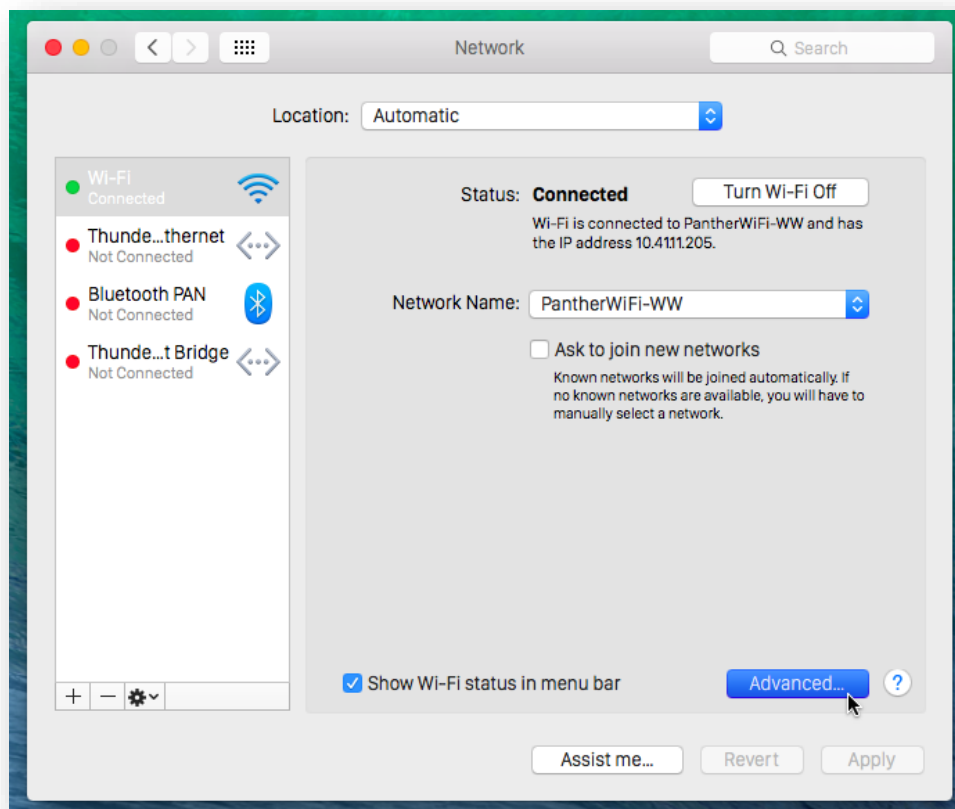 Network
Search
Location: Automatic
Wi-Fi
Connected
Thunde...thernet
Not Connected
Bluetooth PAN
Not Connected
Thunde...t Bridge
Not Connected
Status: Connected
Turn Wi-Fi Off
Wi-Fi is connected to PantherWiFi-WW and has
the IP address 10.41.11.205.
Network Name: PantherWiFi-WW
Ask to join new networks
Known networks will be joined automatically. If
no known networks are available, you will have to
manually select a network.
Show Wi-Fi status in menu bar
Advanced...
?
Assist me...
Revert
Apply